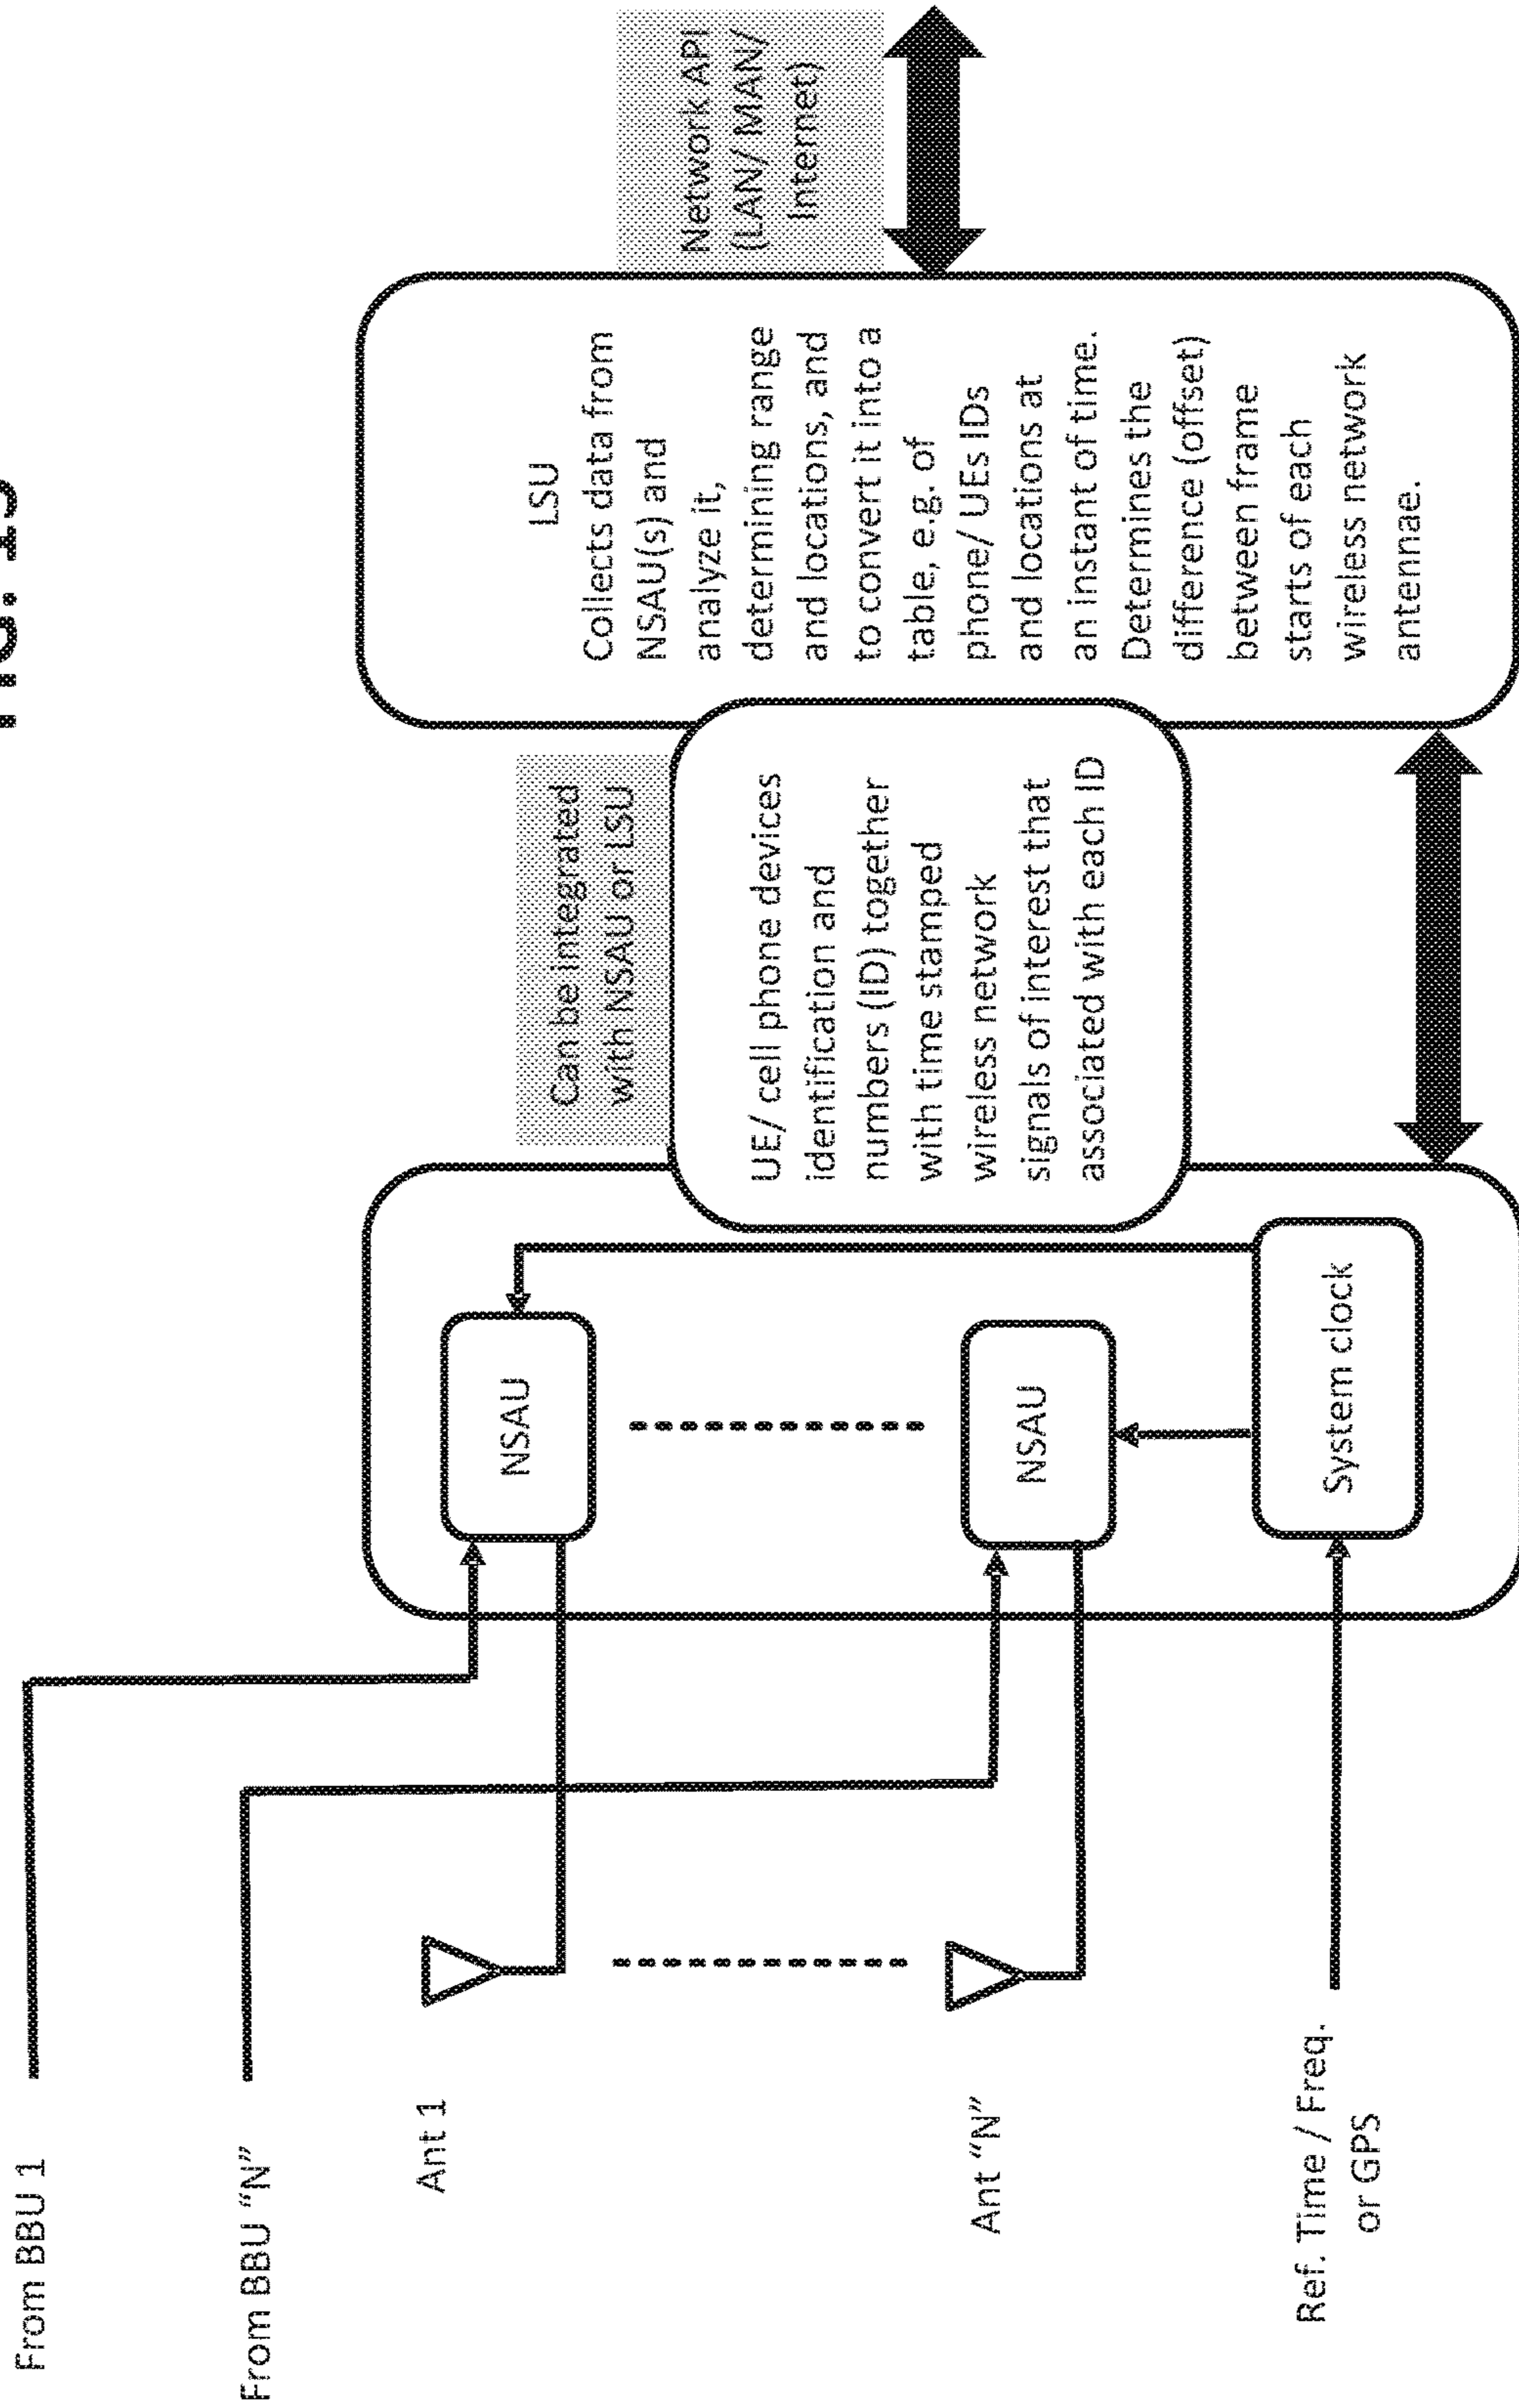 From BBU 1
From BBU "N"
Ant 1
Ant "N"
Ref. Time / Freq.
or GPS
NSAU
NSAU
System clock
Can be integrated
with NSAU or LSU
UE/ cell phone devices
identification and
numbers (ID) together
with time stamped
wireless network
signals of interest that
associated with each ID
LSU
Collects data from
NSAU(s) and
analyze it,
determining range
and locations, and
to convert it into a
table, e.g. of
phone/ UEs IDs
and locations at
an instant of time.
Determines the
difference (offset)
between frame
starts of each
wireless network
antennae.
Network API
(LAN/ MAN/
Internet)